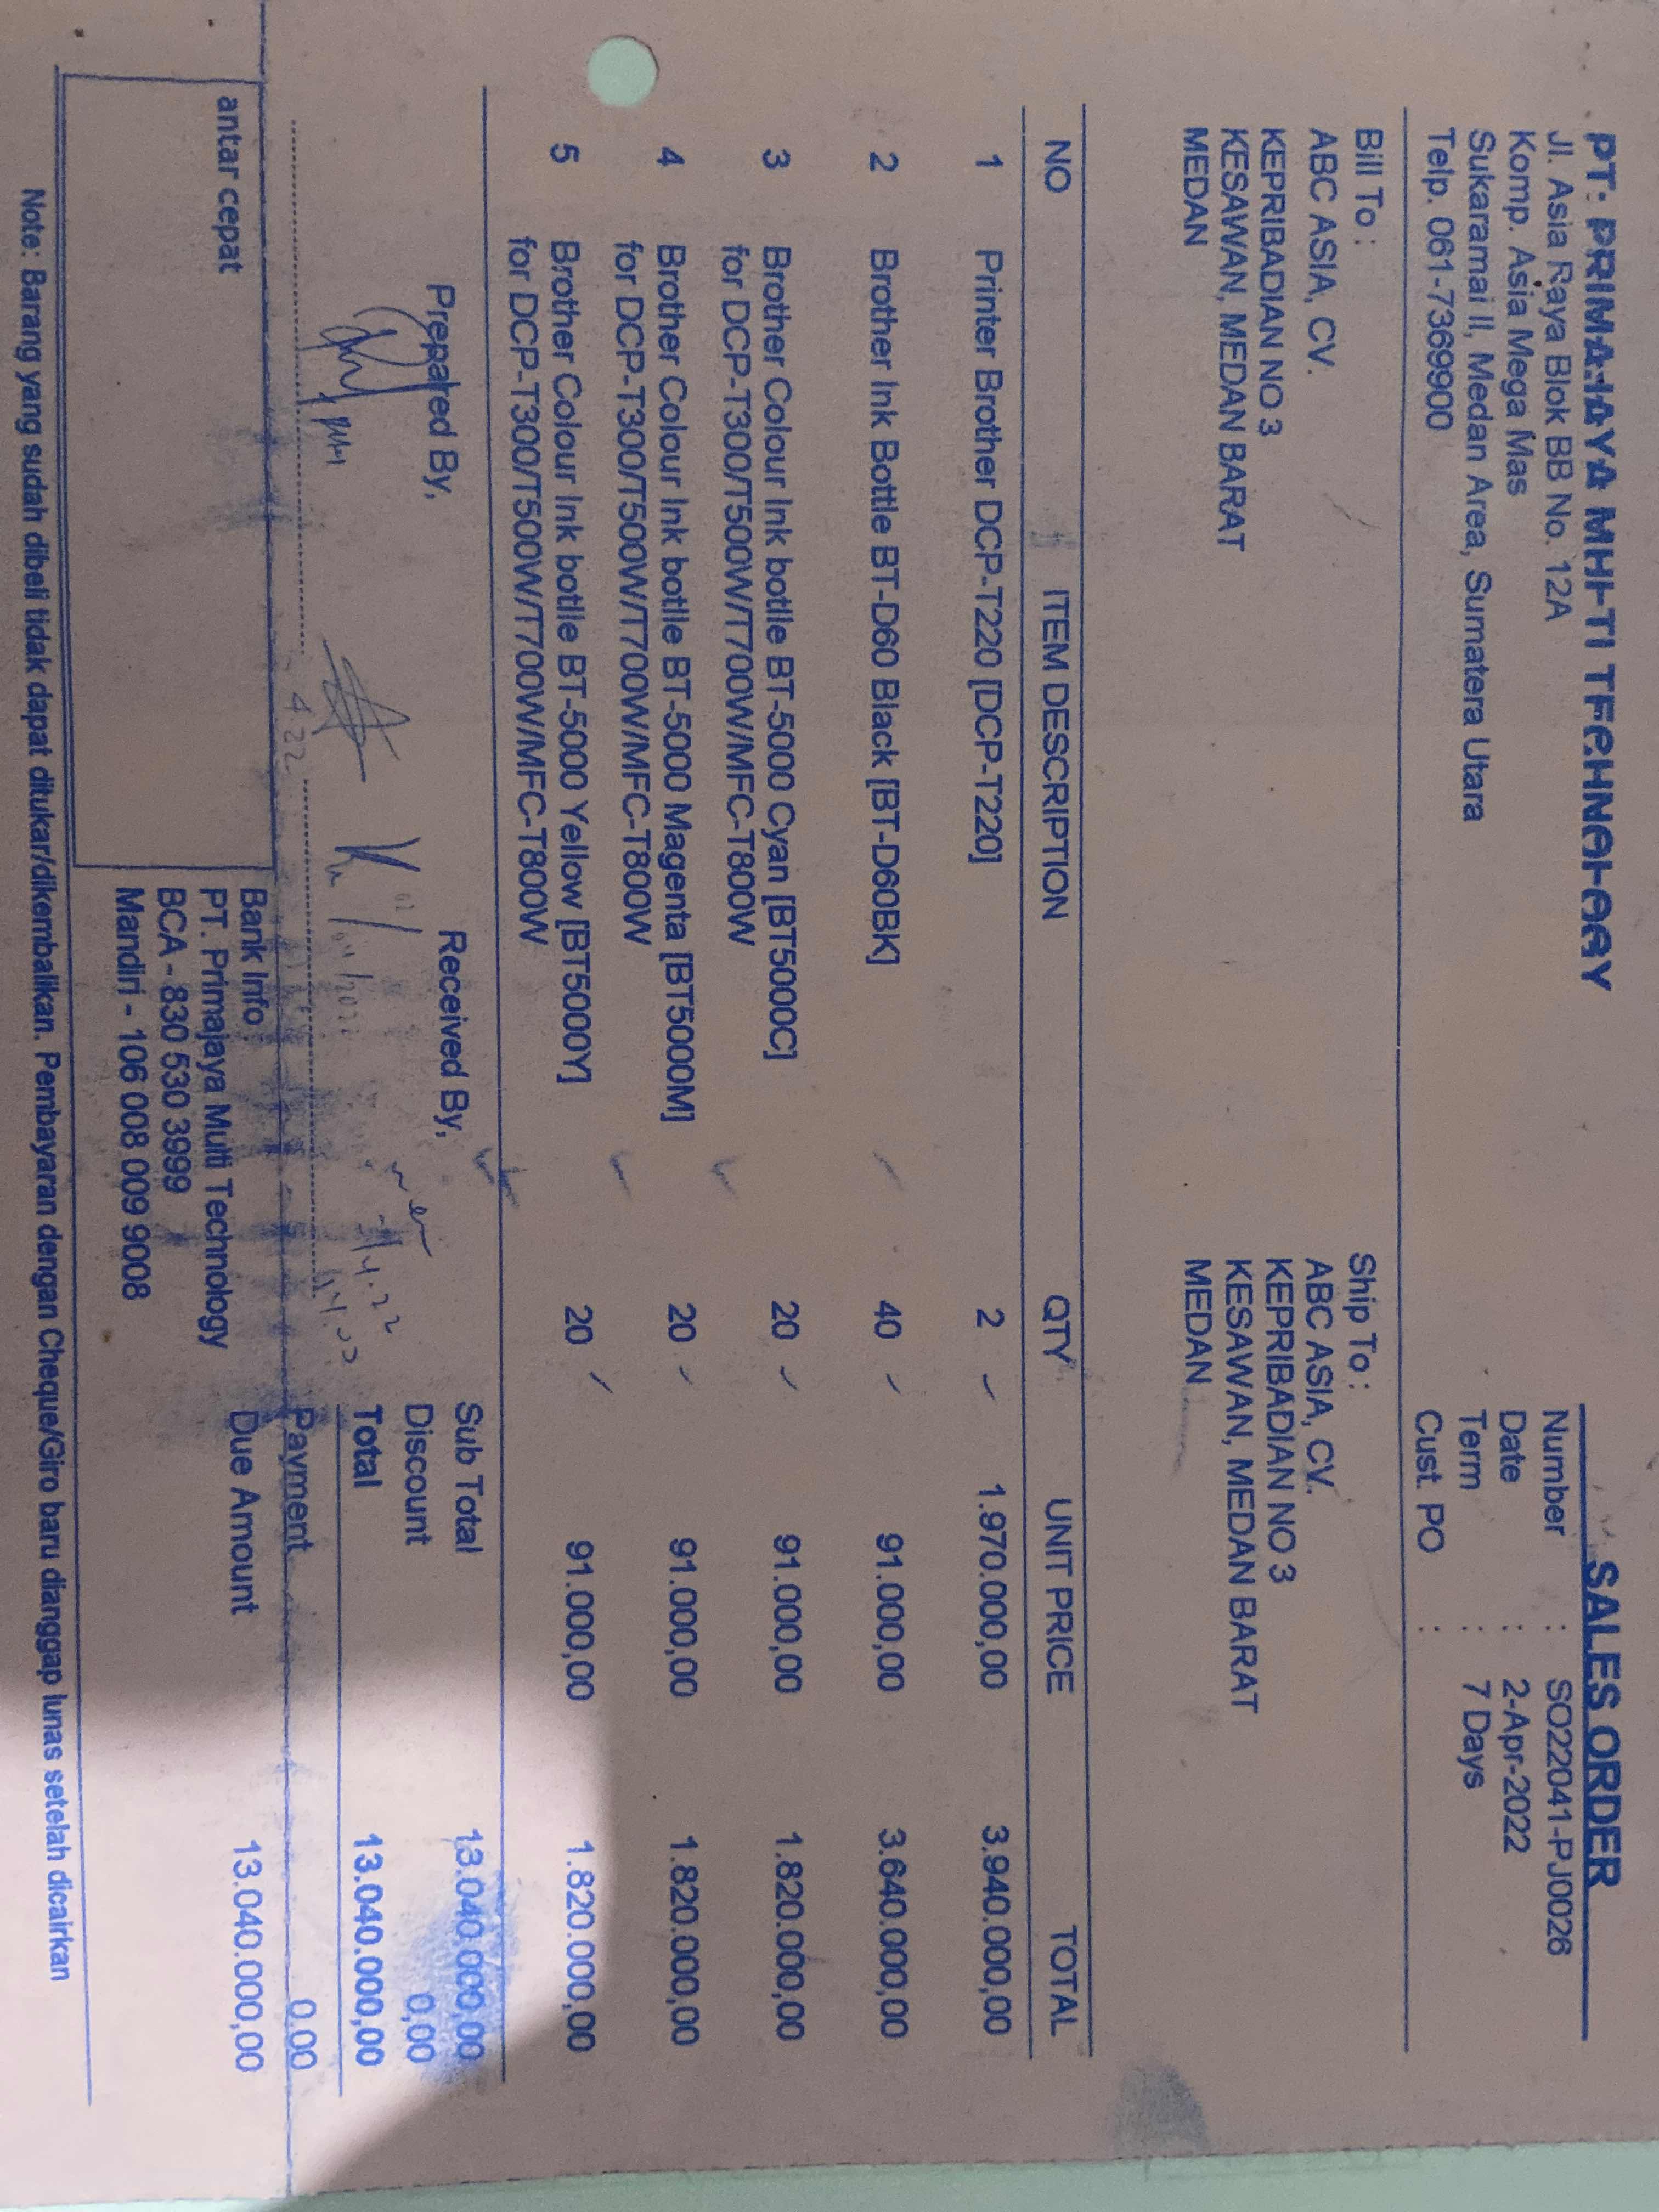 PT. PRIMAJAYA MULTI TECHNOLOGY
Jl. Asia Raya Blok BB No. 12A
Komp. Asia Mega Mas
Sukaramai II, Medan Area, Sumatera Utara
Telp. 061-7369900
SALES ORDER
Number : SO22041-PJ0026
Date : 2-Apr-2022
Term : 7 Days
Cust. PO :
Bill To :
ABC ASIA, CV.
KEPRIBADIAN NO 3
KESAWAN, MEDAN BARAT
MEDAN
Ship To :
ABC ASIA, CV.
KEPRIBADIAN NO 3
KESAWAN, MEDAN BARAT
MEDAN
NO ITEM DESCRIPTION QTY UNIT PRICE TOTAL
1 Printer Brother DCP-T220 [DCP-T220] 2 1.970.000,00 3.940.000,00
2 Brother Ink Bottle BT-D60 Black [BT-D60BK] 40 91.000,00 3.640.000,00
3 Brother Colour Ink botlle BT-5000 Cyan [BT5000C] 20 91.000,00 1.820.000,00
for DCP-T300/T500W/T700W/MFC-T800W
4 Brother Colour Ink botlle BT-5000 Magenta [BT5000M] 20 91.000,00 1.820.000,00
for DCP-T300/T500W/T700W/MFC-T800W
5 Brother Colour Ink botlle BT-5000 Yellow [BT5000Y] 20 91.000,00 1.820.000,00
for DCP-T300/T500W/T700W/MFC-T800W
Prepared By,
Received By,
Sub Total 13.040.000,00
Discount 0,00
Total 13.040.000,00
Payment 0,00
Due Amount 13.040.000,00
antar cepat
Bank Info :
PT. Primajaya Multi Technology
BCA - 830 530 3999
Mandiri - 106 008 009 9008
Note: Barang yang sudah dibeli tidak dapat ditukar/dikembalikan. Pembayaran dengan Cheque/Giro baru dianggap lunas setelah dicairkan